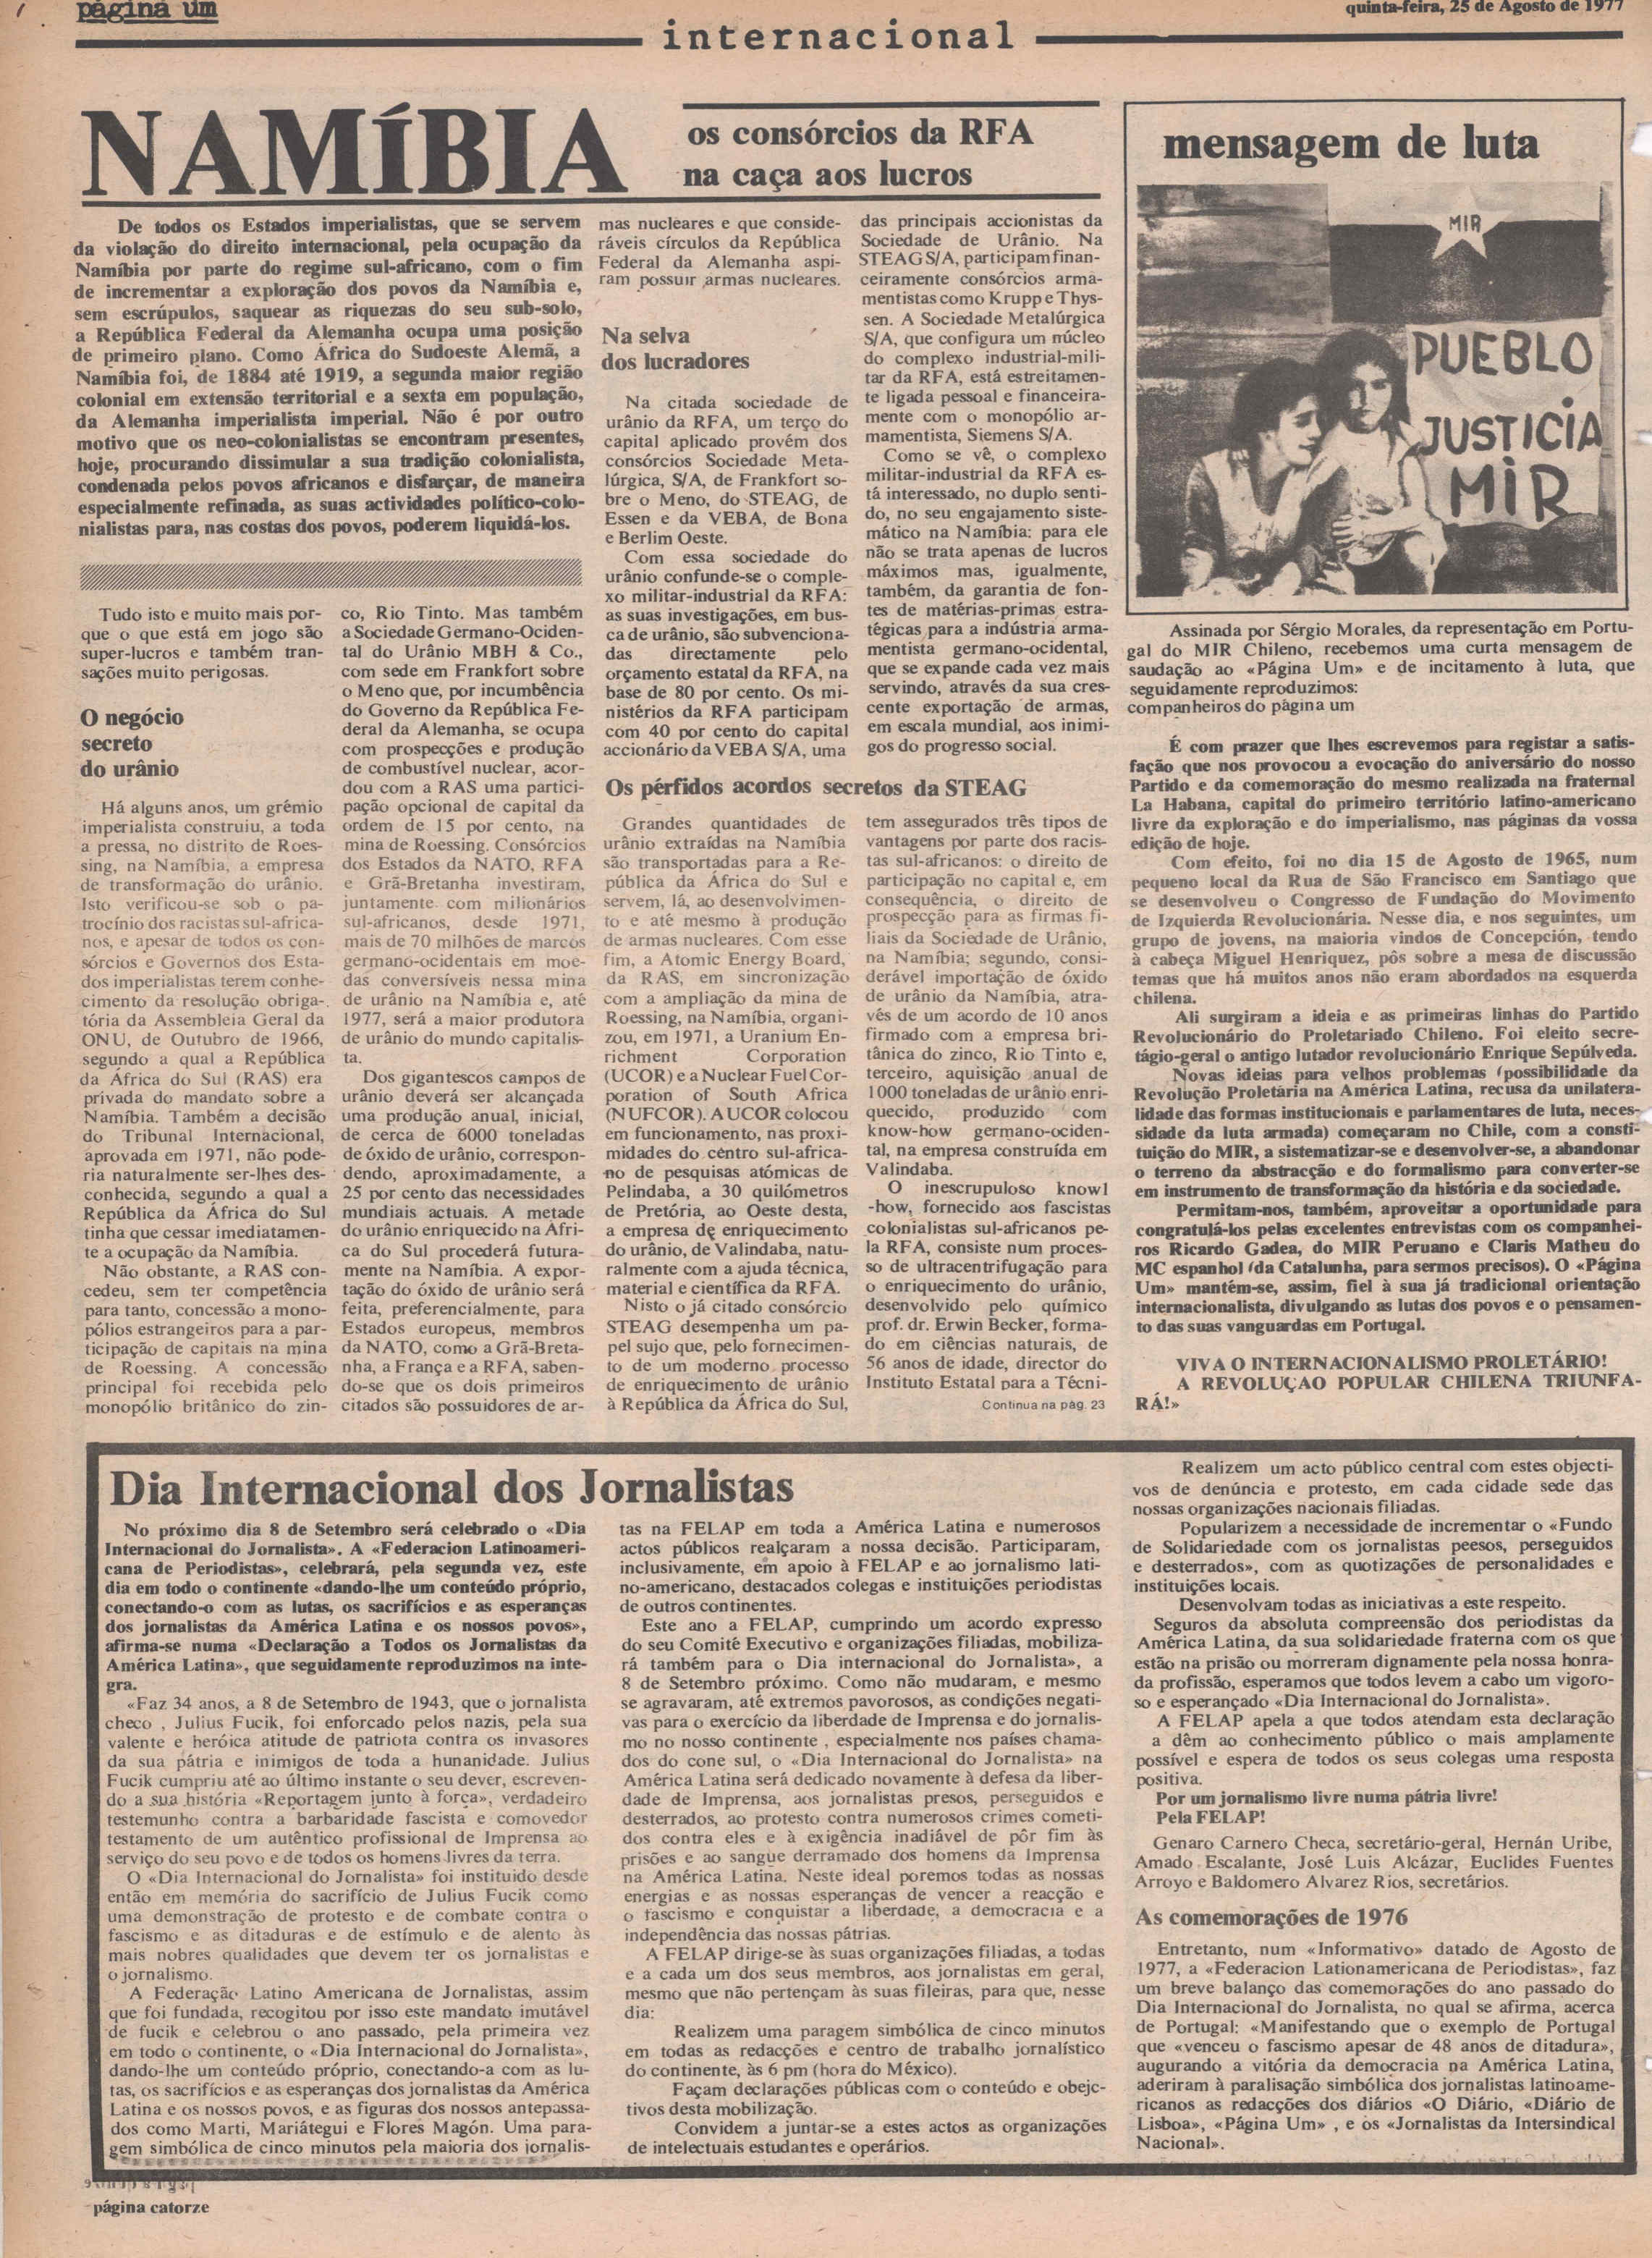 página um
quinta-feira, 25 de Agosto de 1977
internacional
NAMÍBIA
os consórcios da RFA
na caça aos lucros
De todos os Estados imperialistas, que se servem
da violação do direito internacional, pela ocupação da
Namíbia por parte do regime sul-africano, com o fim
de incrementar a exploração dos povos da Namíbia e,
sem escrúpulos, saquear as riquezas do seu sub-solo,
a República Federal da Alemanha ocupa uma posição
de primeiro plano. Como África do Sudoeste Alemã, a
Namíbia foi, de 1884 até 1919, a segunda maior região
colonial em extensão territorial e a sexta em população,
da Alemanha imperialista imperial. Não é por outro
motivo que os neo-colonialistas se encontram presentes,
hoje, procurando dissimular a sua tradição colonialista,
condenada pelos povos africanos e disfarçar, de maneira
especialmente refinada, as suas actividades político-colo-
nialistas para, nas costas dos povos, poderem liquidá-los.
Tudo isto e muito mais por-
que o que está em jogo são
super-lucros e também tran-
sações muito perigosas.
O negócio
secreto
do urânio
Há alguns anos, um grémio
imperialista construiu, a toda
a pressa, no distrito de Roes-
sing, na Namíbia, a empresa
de transformação do urânio.
Isto verificou-se sob o pa-
trocínio dos racistas sul-africa-
nos, e apesar de todos os con-
sórcios e Governos dos Esta-
dos imperialistas terem conhe-
cimento da resolução obriga-
tória da Assembleia Geral da
ONU, de Outubro de 1966,
segundo a qual a República
da África do Sul (RAS) era
privada do mandato sobre a
Namíbia. Também a decisão
do Tribunal Internacional,
aprovada em 1971, não pode-
ria naturalmente ser-lhes des-
conhecida, segundo a qual a
República da África do Sul
tinha que cessar imediatamen-
te a ocupação da Namíbia.
Não obstante, a RAS con-
cedeu, sem ter competência
para tanto, concessão a mono-
pólios estrangeiros para a par-
ticipação de capitais na mina
de Roessing. A concessão
principal foi recebida pelo
monopólio britânico do zin-
co, Rio Tinto. Mas também
a Sociedade Germano-Ociden-
tal do Urânio MBH & Co.,
com sede em Frankfort sobre
o Meno que, por incumbência
do Governo da República Fe-
deral da Alemanha, se ocupa
com prospecções e produção
de combustível nuclear, acor-
dou com a RAS uma partici-
pação opcional de capital da
ordem de 15 por cento, na
mina de Roessing. Consórcios
dos Estados da NATO, RFA
e Grã-Bretanha investiram,
juntamente com milionários
sul-africanos, desde 1971,
mais de 70 milhões de marcos
germano-ocidentais em moe-
das conversíveis nessa mina
de urânio na Namíbia e, até
1977, será a maior produtora
de urânio do mundo capitalis-
ta.
Dos gigantescos campos de
urânio deverá ser alcançada
uma produção anual, inicial,
de cerca de 6000 toneladas
de óxido de urânio, correspon-
dendo, aproximadamente, a
25 por cento das necessidades
mundiais actuais. A metade
do urânio enriquecido na Áfri-
ca do Sul procederá futura-
mente na Namíbia. A expor-
tação do óxido de urânio será
feita, preferencialmente, para
Estados europeus, membros
da NATO, como a Grã-Breta-
nha, a França e a RFA, saben-
do-se que os dois primeiros
citados são possuidores de ar-
mas nucleares e que conside-
ráveis círculos da República
Federal da Alemanha aspi-
ram possuir armas nucleares.
Na selva
dos lucradores
Na citada sociedade de
urânio da RFA, um terço do
capital aplicado provém dos
consórcios Sociedade Meta-
lúrgica, S/A, de Frankfort so-
bre o Meno, do STEAG, de
Essen e da VEBA, de Bona
e Berlim Oeste.
Com essa sociedade do
urânio confunde-se o comple-
xo militar-industrial da RFA:
as suas investigações, em bus-
ca de urânio, são subvenciona-
das directamente pelo
orçamento estatal da RFA, na
base de 80 por cento. Os mi-
nistérios da RFA participam
com 40 por cento do capital
accionário da VEBA S/A, uma
das principais accionistas da
Sociedade de Urânio. Na
STEAG S/A, participam finan-
ceiramente consórcios arma-
mentistas como Krupp e Thys-
sen. A Sociedade Metalúrgica
S/A, que configura um núcleo
do complexo industrial-mili-
tar da RFA, está estreitamen-
te ligada pessoal e financeira-
mente com o monopólio ar-
mamentista, Siemens S/A.
Como se vê, o complexo
militar-industrial da RFA es-
tá interessado, no duplo senti-
do, no seu engajamento siste-
mático na Namíbia: para ele
não se trata apenas de lucros
máximos mas, igualmente,
também, da garantia de fon-
tes de matérias-primas estra-
tégicas para a indústria arma-
mentista germano-ocidental,
que se expande cada vez mais
servindo, através da sua cres-
cente exportação de armas,
em escala mundial, aos inimi-
gos do progresso social.
Os pérfidos acordos secretos da STEAG
Grandes quantidades de
urânio extraídas na Namíbia
são transportadas para a Re-
pública da África do Sul e
servem, lá, ao desenvolvimen-
to e até mesmo à produção
de armas nucleares. Com esse
fim, a Atomic Energy Board,
da RAS, em sincronização
com a ampliação da mina de
Roessing, na Namíbia, organi-
zou, em 1971, a Uranium En-
richment Corporation
(UCOR) e a Nuclear Fuel Cor-
poration of South Africa
(NUFCOR). A UCOR colocou
em funcionamento, nas proxi-
midades do centro sul-africa-
no de pesquisas atómicas de
Pelindaba, a 30 quilómetros
de Pretória, ao Oeste desta,
a empresa de enriquecimento
do urânio, de Valindaba, natu-
ralmente com a ajuda técnica,
material e científica da RFA.
Nisto o já citado consórcio
STEAG desempenha um pa-
pel sujo que, pelo fornecimen-
to de um moderno processo
de enriquecimento de urânio
à República da África do Sul,
tem assegurados três tipos de
vantagens por parte dos racis-
tas sul-africanos: o direito de
participação no capital e, em
consequência, o direito de
prospecção para as firmas fi-
liais da Sociedade de Urânio,
na Namíbia; segundo, consi-
derável importação de óxido
de urânio da Namíbia, atra-
vés de um acordo de 10 anos
firmado com a empresa bri-
tânica do zinco, Rio Tinto e,
terceiro, aquisição anual de
1000 toneladas de urânio enri-
quecido, produzido com
know-how germano-ociden-
tal, na empresa construída em
Valindaba.
O inescrupuloso knowl
-how, fornecido aos fascistas
colonialistas sul-africanos pe-
la RFA, consiste num proces-
so de ultracentrifugação para
o enriquecimento do urânio,
desenvolvido pelo químico
prof. dr. Erwin Becker, forma-
do em ciências naturais, de
56 anos de idade, director do
Instituto Estatal para a Técni-
Continua na pág. 23
mensagem de luta
MIR
PUEBLO
JUSTICIA
MIR
Assinada por Sérgio Morales, da representação em Portu-
gal do MIR Chileno, recebemos uma curta mensagem de
saudação ao «Página Um» e de incitamento à luta, que
seguidamente reproduzimos:
companheiros do página um
É com prazer que lhes escrevemos para registar a satis-
fação que nos provocou a evocação do aniversário do nosso
Partido e da comemoração do mesmo realizada na fraternal
La Habana, capital do primeiro território latino-americano
livre da exploração e do imperialismo, nas páginas da vossa
edição de hoje.
Com efeito, foi no dia 15 de Agosto de 1965, num
pequeno local da Rua de São Francisco em Santiago que
se desenvolveu o Congresso de Fundação do Movimento
de Izquierda Revolucionária. Nesse dia, e nos seguintes, um
grupo de jovens, na maioria vindos de Concepción, tendo
à cabeça Miguel Henriquez, pôs sobre a mesa de discussão
temas que há muitos anos não eram abordados na esquerda
chilena.
Ali surgiram a ideia e as primeiras linhas do Partido
Revolucionário do Proletariado Chileno. Foi eleito secre-
tágio-geral o antigo lutador revolucionário Enrique Sepúlveda.
Novas ideias para velhos problemas (possibilidade da
Revolução Proletária na América Latina, recusa da unilatera-
lidade das formas institucionais e parlamentares de luta, neces-
sidade da luta armada) começaram no Chile, com a consti-
tuição do MIR, a sistematizar-se e desenvolver-se, a abandonar
o terreno da abstracção e do formalismo para converter-se
em instrumento de transformação da história e da sociedade.
Permitam-nos, também, aproveitar a oportunidade para
congratulá-los pelas excelentes entrevistas com os companhei-
ros Ricardo Gadea, do MIR Peruano e Claris Matheu do
MC espanhol (da Catalunha, para sermos precisos). O «Página
Um» mantém-se, assim, fiel à sua já tradicional orientação
internacionalista, divulgando as lutas dos povos e o pensamen-
to das suas vanguardas em Portugal.
VIVA O INTERNACIONALISMO PROLETÁRIO!
A REVOLUÇAO POPULAR CHILENA TRIUNFA-
RÁ!»
Dia Internacional dos Jornalistas
No próximo dia 8 de Setembro será celebrado o «Dia
Internacional do Jornalista». A «Federacion Latinoameri-
cana de Periodistas», celebrará, pela segunda vez, este
dia em todo o continente «dando-lhe um conteúdo próprio,
conectando-o com as lutas, os sacrifícios e as esperanças
dos jornalistas da América Latina e os nossos povos»,
afirma-se numa «Declaração a Todos os Jornalistas da
América Latina», que seguidamente reproduzimos na inte-
gra.
«Faz 34 anos, a 8 de Setembro de 1943, que o jornalista
checo , Julius Fucik, foi enforcado pelos nazis, pela sua
valente e heróica atitude de patriota contra os invasores
da sua pátria e inimigos de toda a hunanidade. Julius
Fucik cumpriu até ao último instante o seu dever, escreven-
do a sua história «Reportagem junto à força», verdadeiro
testemunho contra a barbaridade fascista e comovedor
testamento de um autêntico profissional de Imprensa ao
serviço do seu povo e de todos os homens livres da terra.
O «Dia Internacional do Jornalista» foi instituido desde
então em memória do sacrifício de Julius Fucik como
uma demonstração de protesto e de combate contra o
fascismo e as ditaduras e de estímulo e de alento às
mais nobres qualidades que devem ter os jornalistas e
o jornalismo.
A Federação Latino Americana de Jornalistas, assim
que foi fundada, recogitou por isso este mandato imutável
de fucik e celebrou o ano passado, pela primeira vez
em todo o continente, o «Dia Internacional do Jornalista»,
dando-lhe um conteúdo próprio, conectando-a com as lu-
tas, os sacrifícios e as esperanças dos jornalistas da América
Latina e os nossos povos, e as figuras dos nossos antepassa-
dos como Marti, Mariátegui e Flores Magón. Uma para-
gem simbólica de cinco minutos pela maioria dos jornalis-
tas na FELAP em toda a América Latina e numerosos
actos públicos realçaram a nossa decisão. Participaram,
inclusivamente, em apoio à FELAP e ao jornalismo lati-
no-americano, destacados colegas e instituições periodistas
de outros continentes.
Este ano a FELAP, cumprindo um acordo expresso
do seu Comité Executivo e organizações filiadas, mobiliza-
rá também para o Dia internacional do Jornalista», a
8 de Setembro próximo. Como não mudaram, e mesmo
se agravaram, até extremos pavorosos, as condições negati-
vas para o exercício da liberdade de Imprensa e do jornalis-
mo no nosso continente , especialmente nos países chama-
dos do cone sul, o «Dia Internacional do Jornalista» na
América Latina será dedicado novamente à defesa da liber-
dade de Imprensa, aos jornalistas presos, perseguidos e
desterrados, ao protesto contra numerosos crimes cometi-
dos contra eles e à exigência inadiável de pôr fim às
prisões e ao sangue derramado dos homens da Imprensa
na América Latina. Neste ideal poremos todas as nossas
energias e as nossas esperanças de vencer a reacção e
o fascismo e conquistar a liberdade, a democracia e a
independência das nossas pátrias.
A FELAP dirige-se às suas organizações filiadas, a todas
e a cada um dos seus membros, aos jornalistas em geral,
mesmo que não pertençam às suas fileiras, para que, nesse
dia:
Realizem uma paragem simbólica de cinco minutos
em todas as redacções e centro de trabalho jornalístico
do continente, às 6 pm (hora do México).
Façam declarações públicas com o conteúdo e obejc-
tivos desta mobilização.
Convidem a juntar-se a estes actos as organizações
de intelectuais estudantes e operários.
Realizem um acto público central com estes objecti-
vos de denúncia e protesto, em cada cidade sede das
nossas organizações nacionais filiadas.
Popularizem a necessidade de incrementar o «Fundo
de Solidariedade com os jornalistas peesos, perseguidos
e desterrados», com as quotizações de personalidades e
instituições locais.
Desenvolvam todas as iniciativas a este respeito.
Seguros da absoluta compreensão dos periodistas da
América Latina, da sua solidariedade fraterna com os que
estão na prisão ou morreram dignamente pela nossa honra-
da profissão, esperamos que todos levem a cabo um vigoro-
so e esperançado «Dia Internacional do Jornalista».
A FELAP apela a que todos atendam esta declaração
a dêm ao conhecimento público o mais amplamente
possível e espera de todos os seus colegas uma resposta
positiva.
Por um jornalismo livre numa pátria livre!
Pela FELAP!
Genaro Carnero Checa, secretário-geral, Hernán Uribe,
Amado Escalante, José Luis Alcázar, Euclides Fuentes
Arroyo e Baldomero Alvarez Rios, secretários.
As comemorações de 1976
Entretanto, num «Informativo» datado de Agosto de
1977, a «Federacion Lationamericana de Periodistas», faz
um breve balanço das comemorações do ano passado do
Dia Internacional do Jornalista, no qual se afirma, acerca
de Portugal: «Manifestando que o exemplo de Portugal
que «venceu o fascismo apesar de 48 anos de ditadura»,
augurando a vitória da democracia na América Latina,
aderiram à paralisação simbólica dos jornalistas latinoame-
ricanos as redacções dos diários «O Diário, «Diário de
Lisboa», «Página Um» , e os «Jornalistas da Intersindical
Nacional».
página catorze